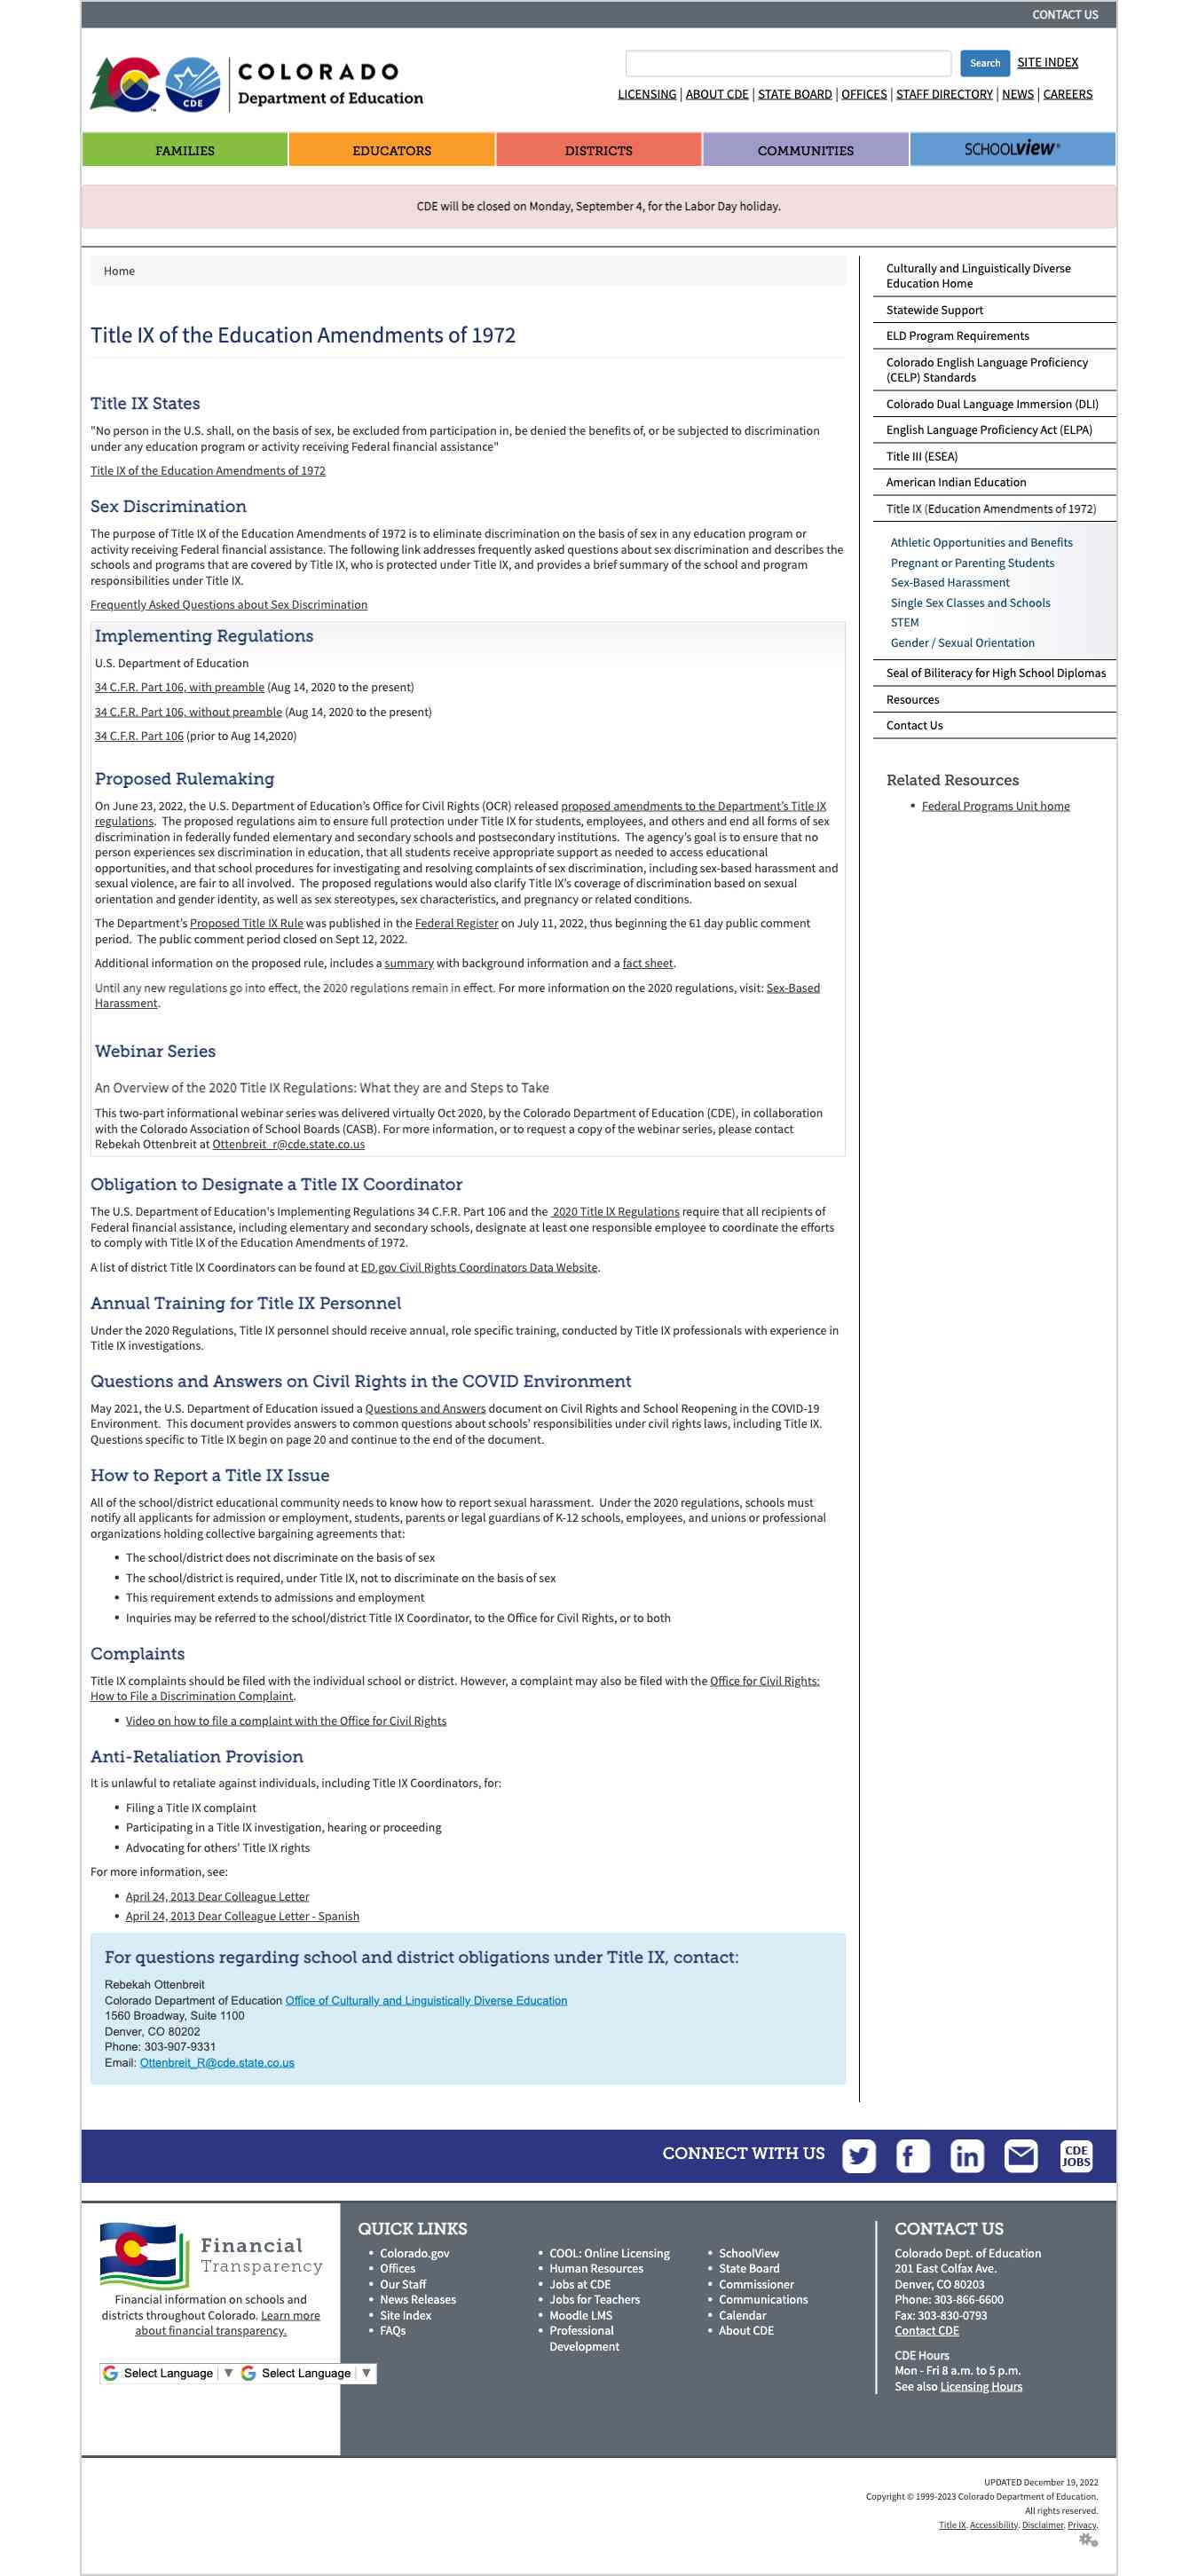 CONTACT US
COLORADO
Department of Education
CDE
Search
SITE INDEX
LICENSING | ABOUT CDE | STATE BOARD | OFFICES | STAFF DIRECTORY | NEWS | CAREERS
FAMILIES
EDUCATORS
DISTRICTS
COMMUNITIES
SCHOOLVIEW®
CDE will be closed on Monday, September 4, for the Labor Day holiday.
Home
Title IX of the Education Amendments of 1972
Title IX States
"No person in the U.S. shall, on the basis of sex, be excluded from participation in, be denied the benefits of, or be subjected to discrimination
under any education program or activity receiving Federal financial assistance"
Title IX of the Education Amendments of 1972
Sex Discrimination
The purpose of Title IX of the Education Amendments of 1972 is to eliminate discrimination on the basis of sex in any education program or
activity receiving Federal financial assistance. The following link addresses frequently asked questions about sex discrimination and describes the
schools and programs that are covered by Title IX, who is protected under Title IX, and provides a brief summary of the school and program
responsibilities under Title IX.
Frequently Asked Questions about Sex Discrimination
Implementing Regulations
U.S. Department of Education
34 C.F.R. Part 106, with preamble (Aug 14, 2020 to the present)
34 C.F.R. Part 106, without preamble (Aug 14, 2020 to the present)
34 C.F.R. Part 106 (prior to Aug 14,2020)
Proposed Rulemaking
On June 23, 2022, the U.S. Department of Education's Office for Civil Rights (OCR) released proposed amendments to the Department's Title IX
regulations. The proposed regulations aim to ensure full protection under Title IX for students, employees, and others and end all forms of sex
discrimination in federally funded elementary and secondary schools and postsecondary institutions. The agency's goal is to ensure that no
person experiences sex discrimination in education, that all students receive appropriate support as needed to access educational
opportunities, and that school procedures for investigating and resolving complaints of sex discrimination, including sex-based harassment and
sexual violence, are fair to all involved. The proposed regulations would also clarify Title IX's coverage of discrimination based on sexual
orientation and gender identity, as well as sex stereotypes, sex characteristics, and pregnancy or related conditions.
The Department's Proposed Title IX Rule was published in the Federal Register on July 11, 2022, thus beginning the 61 day public comment
period. The public comment period closed on Sept 12, 2022.
Additional information on the proposed rule, includes a summary with background information and a fact sheet.
Until any new regulations go into effect, the 2020 regulations remain in effect. For more information on the 2020 regulations, visit: Sex-Based
Harassment.
Webinar Series
An Overview of the 2020 Title IX Regulations: What they are and Steps to Take
This two-part informational webinar series was delivered virtually Oct 2020, by the Colorado Department of Education (CDE), in collaboration
with the Colorado Association of School Boards (CASB). For more information, or to request a copy of the webinar series, please contact
Rebekah Ottenbreit at Ottenbreit_r@cde.state.co.us
Obligation to Designate a Title IX Coordinator
The U.S. Department of Education's Implementing Regulations 34 C.F.R. Part 106 and the 2020 Title IX Regulations require that all recipients of
Federal financial assistance, including elementary and secondary schools, designate at least one responsible employee to coordinate the efforts
to comply with Title IX of the Education Amendments of 1972.
A list of district Title IX Coordinators can be found at ED.gov Civil Rights Coordinators Data Website.
Annual Training for Title IX Personnel
Under the 2020 Regulations, Title IX personnel should receive annual, role specific training, conducted by Title IX professionals with experience in
Title IX investigations.
Questions and Answers on Civil Rights in the COVID Environment
May 2021, the U.S. Department of Education issued a Questions and Answers document on Civil Rights and School Reopening in the COVID-19
Environment. This document provides answers to common questions about schools' responsibilities under civil rights laws, including Title IX.
Questions specific to Title IX begin on page 20 and continue to the end of the document.
How to Report a Title IX Issue
All of the school/district educational community needs to know how to report sexual harassment. Under the 2020 regulations, schools must
notify all applicants for admission or employment, students, parents or legal guardians of K-12 schools, employees, and unions or professional
organizations holding collective bargaining agreements that:
• The school/district does not discriminate on the basis of sex
• The school/district is required, under Title IX, not to discriminate on the basis of sex
• This requirement extends to admissions and employment
• Inquiries may be referred to the school/district Title IX Coordinator, to the Office for Civil Rights, or to both
Complaints
Title IX complaints should be filed with the individual school or district. However, a complaint may also be filed with the Office for Civil Rights:
How to File a Discrimination Complaint.
• Video on how to file a complaint with the Office for Civil Rights
Anti-Retaliation Provision
It is unlawful to retaliate against individuals, including Title IX Coordinators, for:
• Filing a Title IX complaint
• Participating in a Title IX investigation, hearing or proceeding
• Advocating for others' Title IX rights
For more information, see:
• April 24, 2013 Dear Colleague Letter
• April 24, 2013 Dear Colleague Letter - Spanish
For questions regarding school and district obligations under Title IX, contact:
Rebekah Ottenbreit
Colorado Department of Education Office of Culturally and Linguistically Diverse Education
1560 Broadway, Suite 1100
Denver, CO 80202
Phone: 303-907-9331
Email: Ottenbreit_R@cde.state.co.us
Culturally and Linguistically Diverse
Education Home
Statewide Support
ELD Program Requirements
Colorado English Language Proficiency
(CELP) Standards
Colorado Dual Language Immersion (DLI)
English Language Proficiency Act (ELPA)
Title III (ESEA)
American Indian Education
Title IX (Education Amendments of 1972)
Athletic Opportunities and Benefits
Pregnant or Parenting Students
Sex-Based Harassment
Single Sex Classes and Schools
STEM
Gender / Sexual Orientation
Seal of Biliteracy for High School Diplomas
Resources
Contact Us
Related Resources
• Federal Programs Unit home
CONNECT WITH US
CDE
JOBS
Financial
Transparency
Financial information on schools and
districts throughout Colorado. Learn more
about financial transparency.
Select Language ▼
Select Language ▼
QUICK LINKS
• Colorado.gov
• Offices
• Our Staff
• News Releases
• Site Index
• FAQs
• COOL: Online Licensing
• Human Resources
• Jobs at CDE
• Jobs for Teachers
• Moodle LMS
• Professional
Development
• SchoolView
• State Board
• Commissioner
• Communications
• Calendar
• About CDE
CONTACT US
Colorado Dept. of Education
201 East Colfax Ave.
Denver, CO 80203
Phone: 303-866-6600
Fax: 303-830-0793
Contact CDE
CDE Hours
Mon - Fri 8 a.m. to 5 p.m.
See also Licensing Hours
UPDATED December 19, 2022
Copyright © 1999-2023 Colorado Department of Education.
All rights reserved.
Title IX. Accessibility. Disclaimer. Privacy.